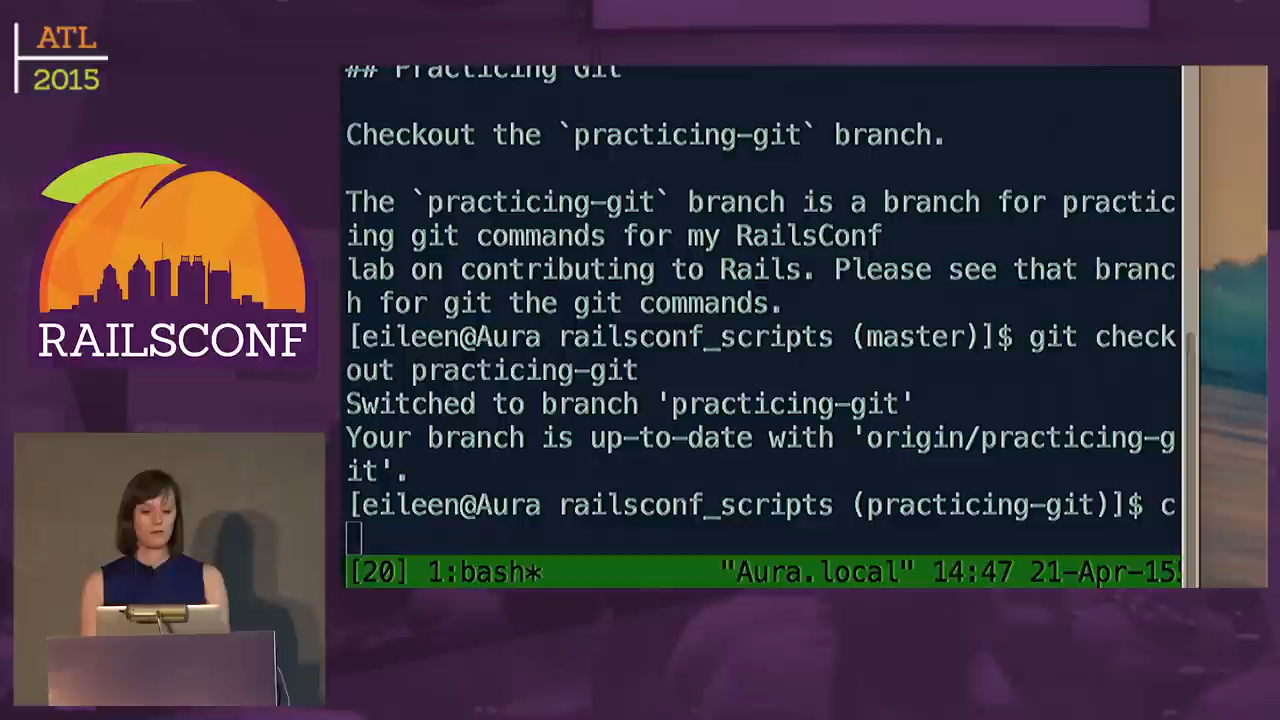 ATL
2015
RAILSCONF
## Practicing Git
Checkout the `practicing-git` branch.
The `practicing-git` branch is a branch for practic
ing git commands for my RailsConf
lab on contributing to Rails. Please see that branc
h for git the git commands.
[eileen@Aura railsconf_scripts (master)]$ git check
out practicing-git
Switched to branch 'practicing-git'
Your branch is up-to-date with 'origin/practicing-g
it'.
[eileen@Aura railsconf_scripts (practicing-git)]$ c
[20] 1:bash* "Aura.local" 14:47 21-Apr-15